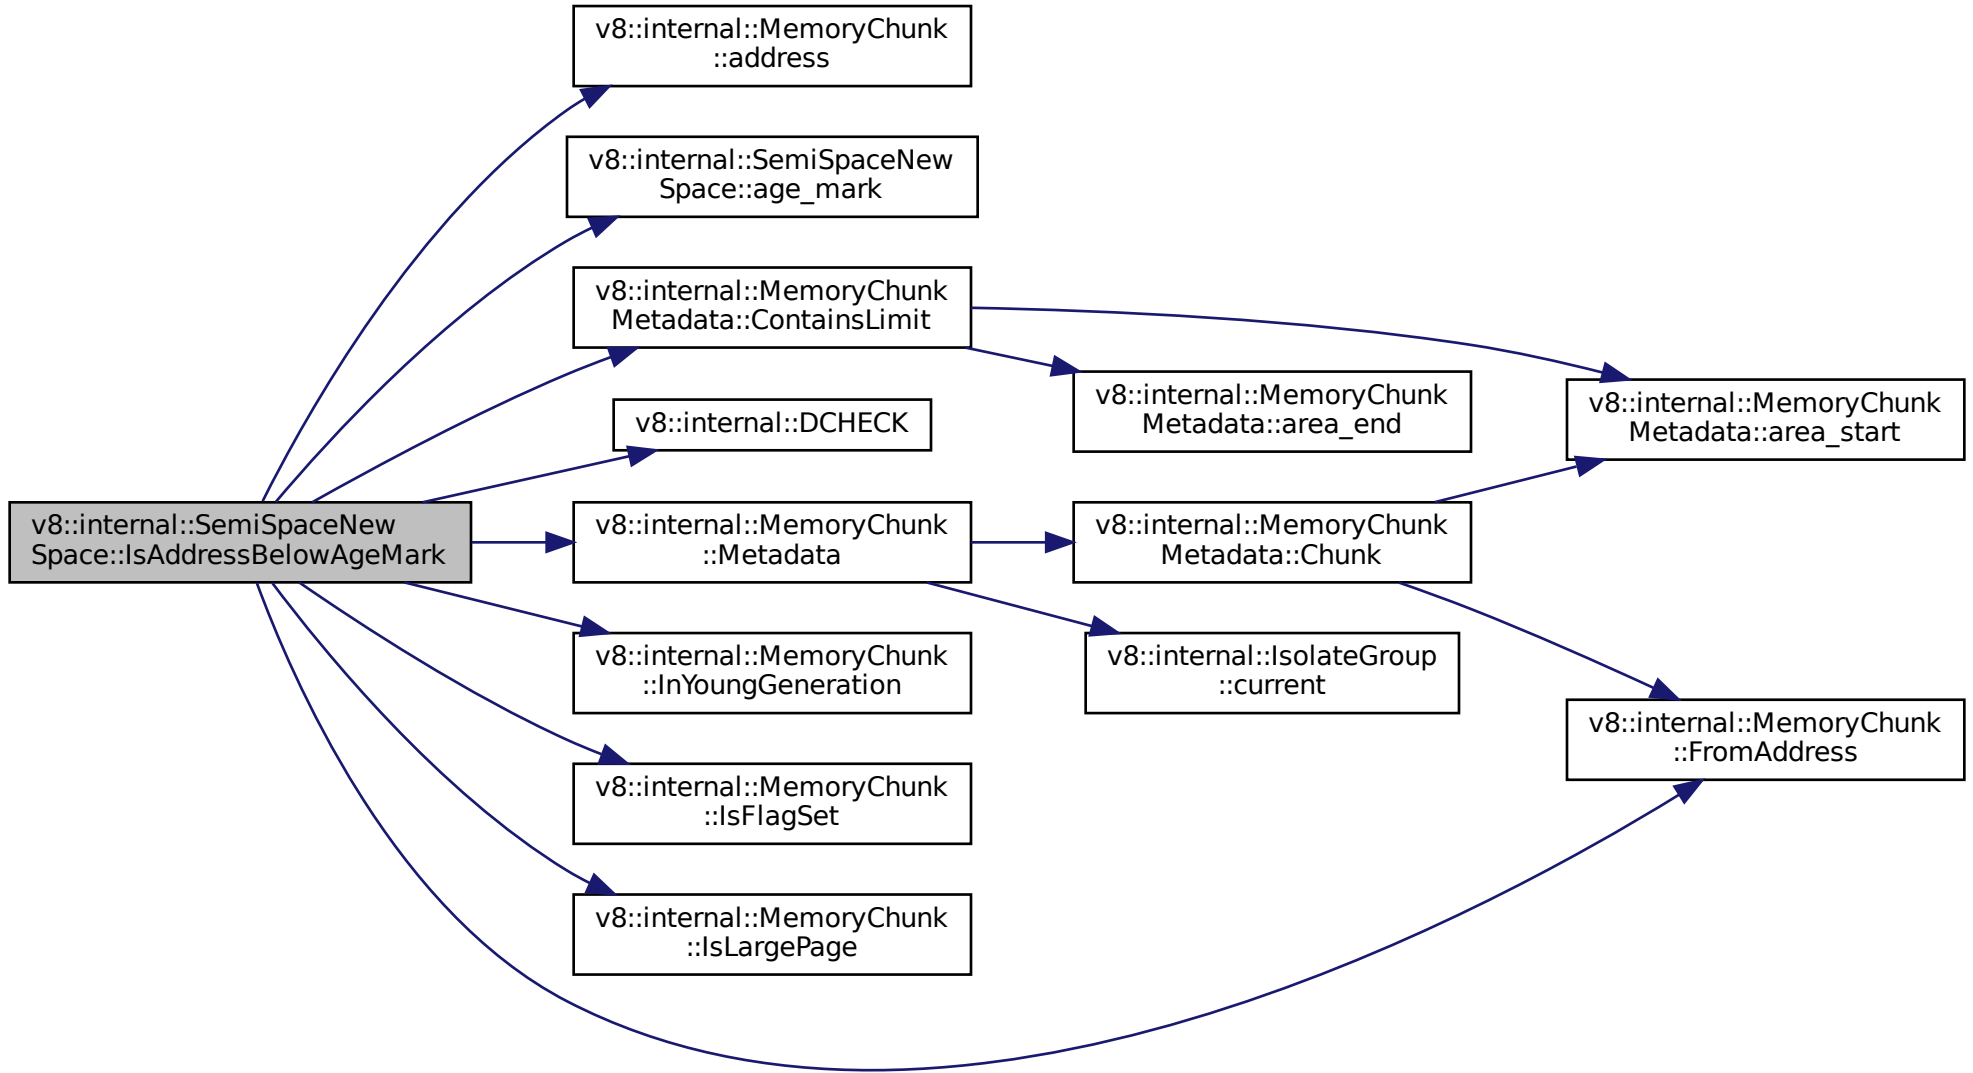 v8::internal::MemoryChunk
::address
v8::internal::SemiSpaceNew
Space::age_mark
v8::internal::MemoryChunk
Metadata::ContainsLimit
v8::internal::DCHECK
v8::internal::SemiSpaceNew
Space::IsAddressBelowAgeMark
v8::internal::MemoryChunk
::Metadata
v8::internal::MemoryChunk
::InYoungGeneration
v8::internal::MemoryChunk
::IsFlagSet
v8::internal::MemoryChunk
::IsLargePage
v8::internal::MemoryChunk
Metadata::area_end
v8::internal::MemoryChunk
Metadata::Chunk
v8::internal::IsolateGroup
::current
v8::internal::MemoryChunk
Metadata::area_start
v8::internal::MemoryChunk
::FromAddress